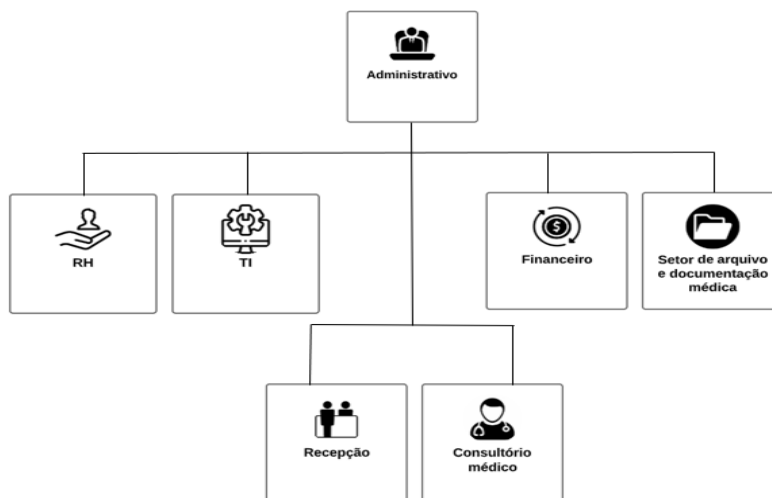 Administrativo
RH
TI
Financeiro
Setor de arquivo
e documentação
médica
Recepção
Consultório
médico